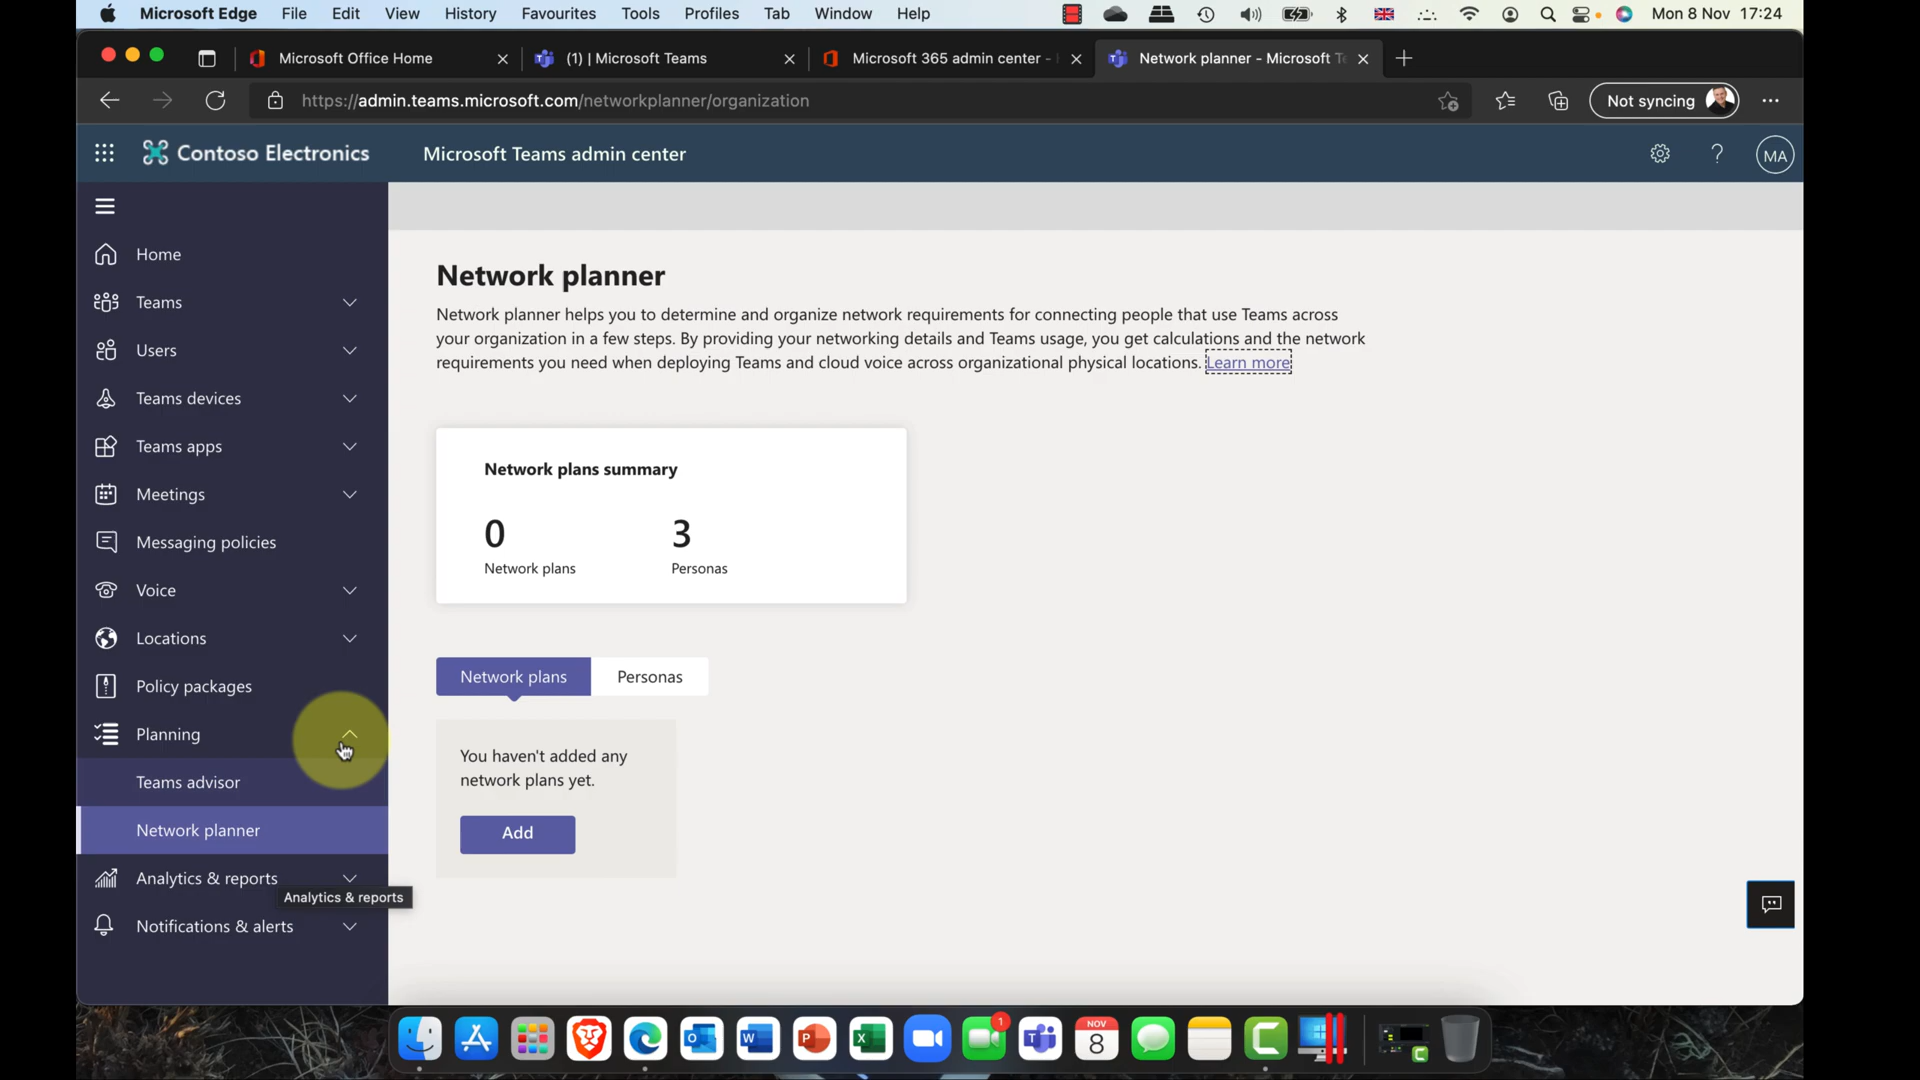 Microsoft Edge File Edit View History Favourites Tools Profiles Tab Window Help Mon 8 Nov 17:24
Microsoft Office Home (1) | Microsoft Teams Microsoft 365 admin center - Network planner - Microsoft Te
https://admin.teams.microsoft.com/networkplanner/organization Not syncing
Contoso Electronics Microsoft Teams admin center ? MA
Home
Teams
Users
Teams devices
Teams apps
Meetings
Messaging policies
Voice
Locations
Policy packages
Planning
Teams advisor
Network planner
Analytics & reports
Analytics & reports
Notifications & alerts
Network planner
Network planner helps you to determine and organize network requirements for connecting people that use Teams across
your organization in a few steps. By providing your networking details and Teams usage, you get calculations and the network
requirements you need when deploying Teams and cloud voice across organizational physical locations. Learn more
Network plans summary
0 3
Network plans Personas
Network plans Personas
You haven't added any
network plans yet.
Add
1
NOV
8